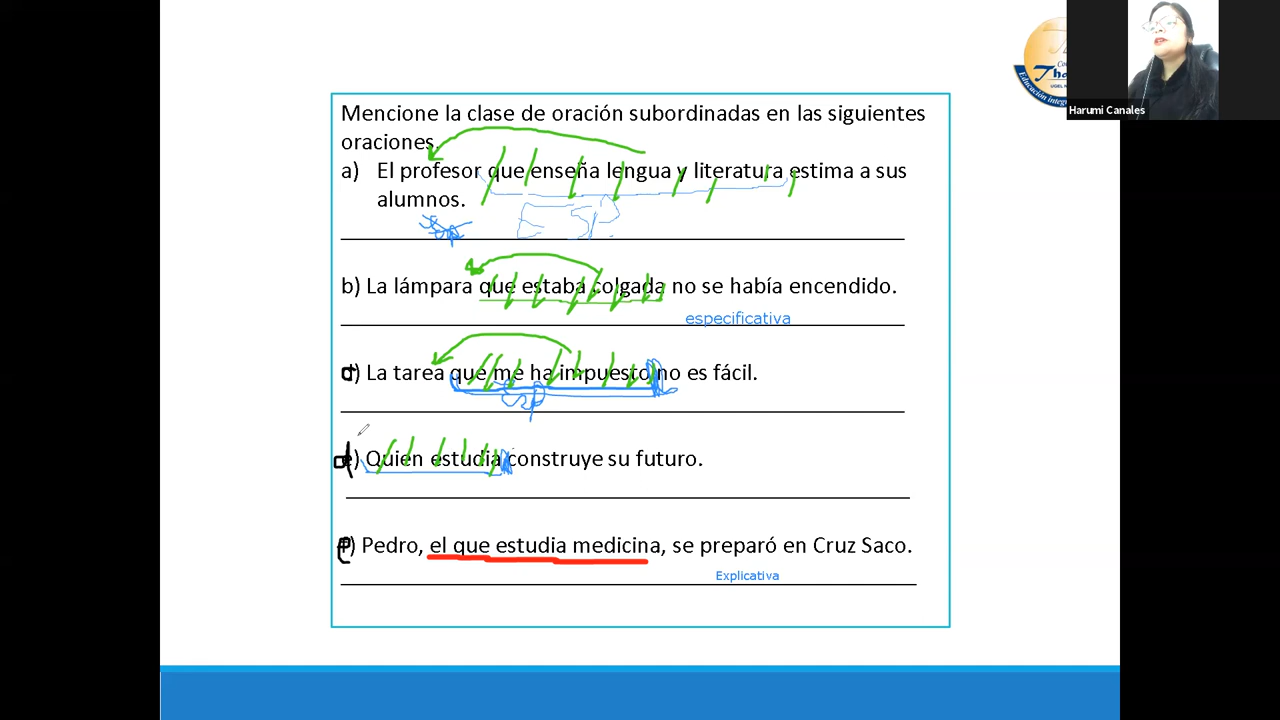 Harumi Canales
Mencione la clase de oración subordinadas en las siguientes
oraciones.
a) El profesor que enseña lengua y literatura estima a sus
alumnos.
b) La lámpara que estaba colgada no se había encendido.
especificativa
c) La tarea que me ha impuesto no es fácil.
d) Quien estudia construye su futuro.
Pedro, el que estudia medicina, se preparó en Cruz Saco.
Explicativa